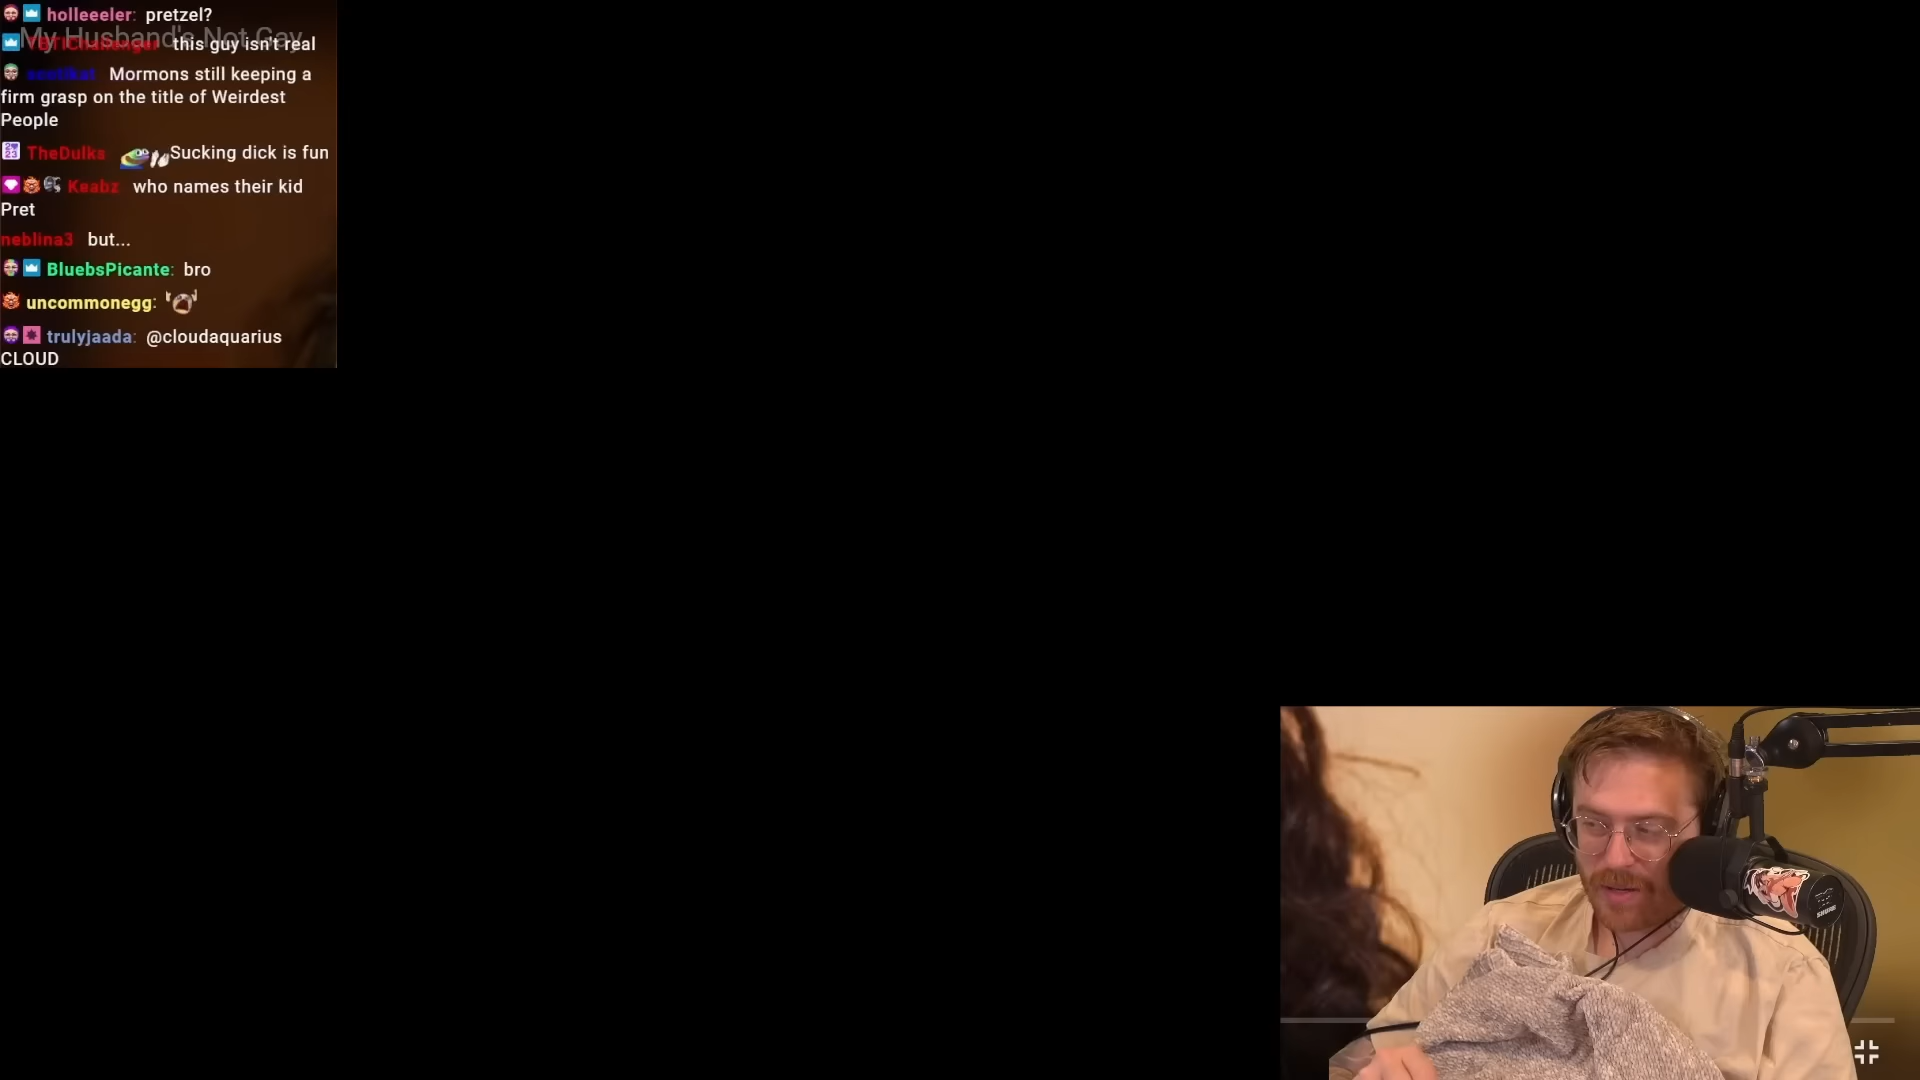 holleeeler: pretzel?
My Husband's Not Gay
TBTIChallenger this guy isn't real
Mormons still keeping a
firm grasp on the title of Weirdest
People
TheDulks Sucking dick is fun
Keabz who names their kid
Pret
neblina3 but...
BluebsPicante: bro
uncommonegg:
trulyjaada: @cloudaquarius
CLOUD
SHURE